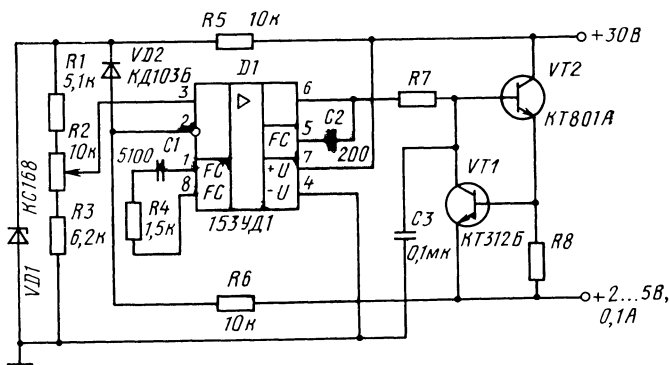 R5 10к
+30В
R1
5,1к
VD2
КД103Б
D1
VT2
3
6
R7
КТ801А
R2
10к
2
C1
5
FC
C2
200
5100
1
FC
7
+U
VT1
КС168
8
FC
-U
4
R3
6,2к
R4
1,5к
153УД1
C3
0,1мк
КТ312Б
R8
VD1
R6
10к
+2...5В,
0,1А